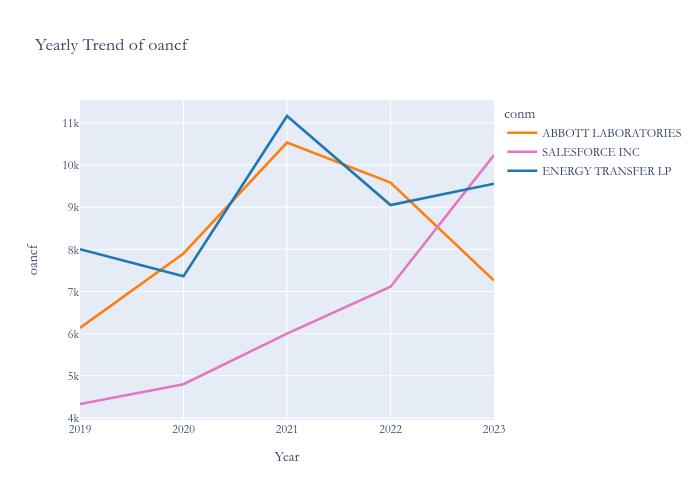 Yearly Trend of oancf
conm
ABBOTT LABORATORIES
SALESFORCE INC
ENERGY TRANSFER LP
11k
10k
9k
8k
7k
6k
5k
4k
oancf
2019 2020 2021 2022 2023
Year